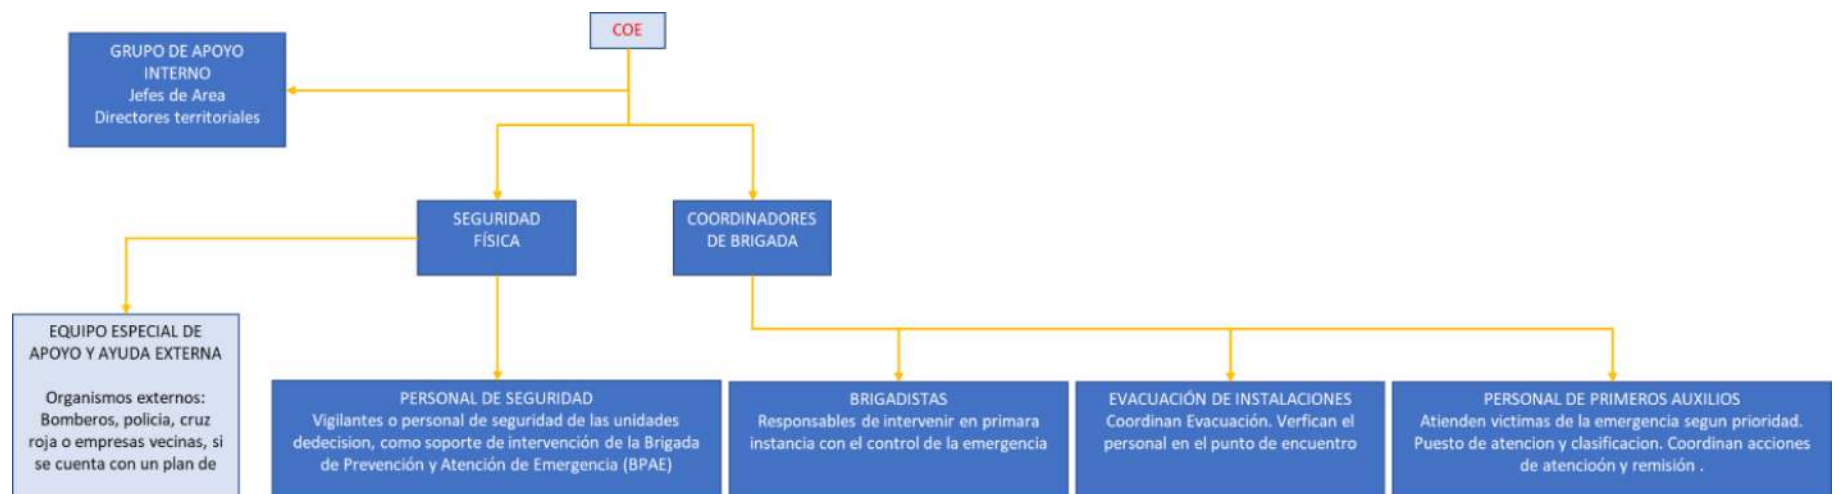 COE
GRUPO DE APOYO
INTERNO
Jefes de Area
Directores territoriales
SEGURIDAD
FÍSICA
COORDINADORES
DE BRIGADA
EQUIPO ESPECIAL DE
APOYO Y AYUDA EXTERNA
Organismos externos:
Bomberos, policia, cruz
roja o empresas vecinas, si
se cuenta con un plan de
PERSONAL DE SEGURIDAD
Vigilantes o personal de seguridad de las unidades
dedecision, como soporte de intervención de la Brigada
de Prevención y Atención de Emergencia (BPAE)
BRIGADISTAS
Responsables de intervenir en primara
instancia con el control de la emergencia
EVACUACIÓN DE INSTALACIONES
Coordinan Evacuación. Verfican el
personal en el punto de encuentro
PERSONAL DE PRIMEROS AUXILIOS
Atienden victimas de la emergencia segun prioridad.
Puesto de atencion y clasificacion. Coordinan acciones
de atencioón y remisión .